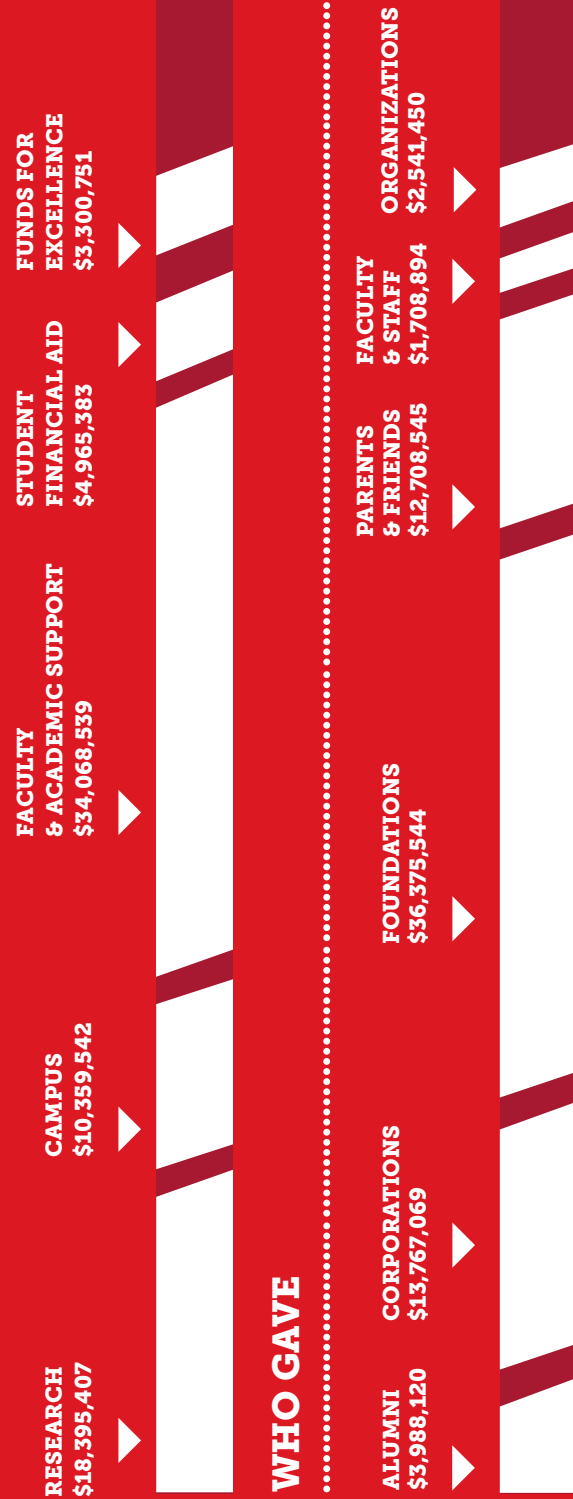 RESEARCH
$18,395,407
CAMPUS
$10,359,542
FACULTY
& ACADEMIC SUPPORT
$34,068,539
STUDENT
FINANCIAL AID
$4,965,383
FUNDS FOR
EXCELLENCE
$3,300,751
WHO GAVE
ALUMNI
$3,988,120
CORPORATIONS
$13,767,069
FOUNDATIONS
$36,375,544
PARENTS
& FRIENDS
$12,708,545
FACULTY
& STAFF
$1,708,894
ORGANIZATIONS
$2,541,450